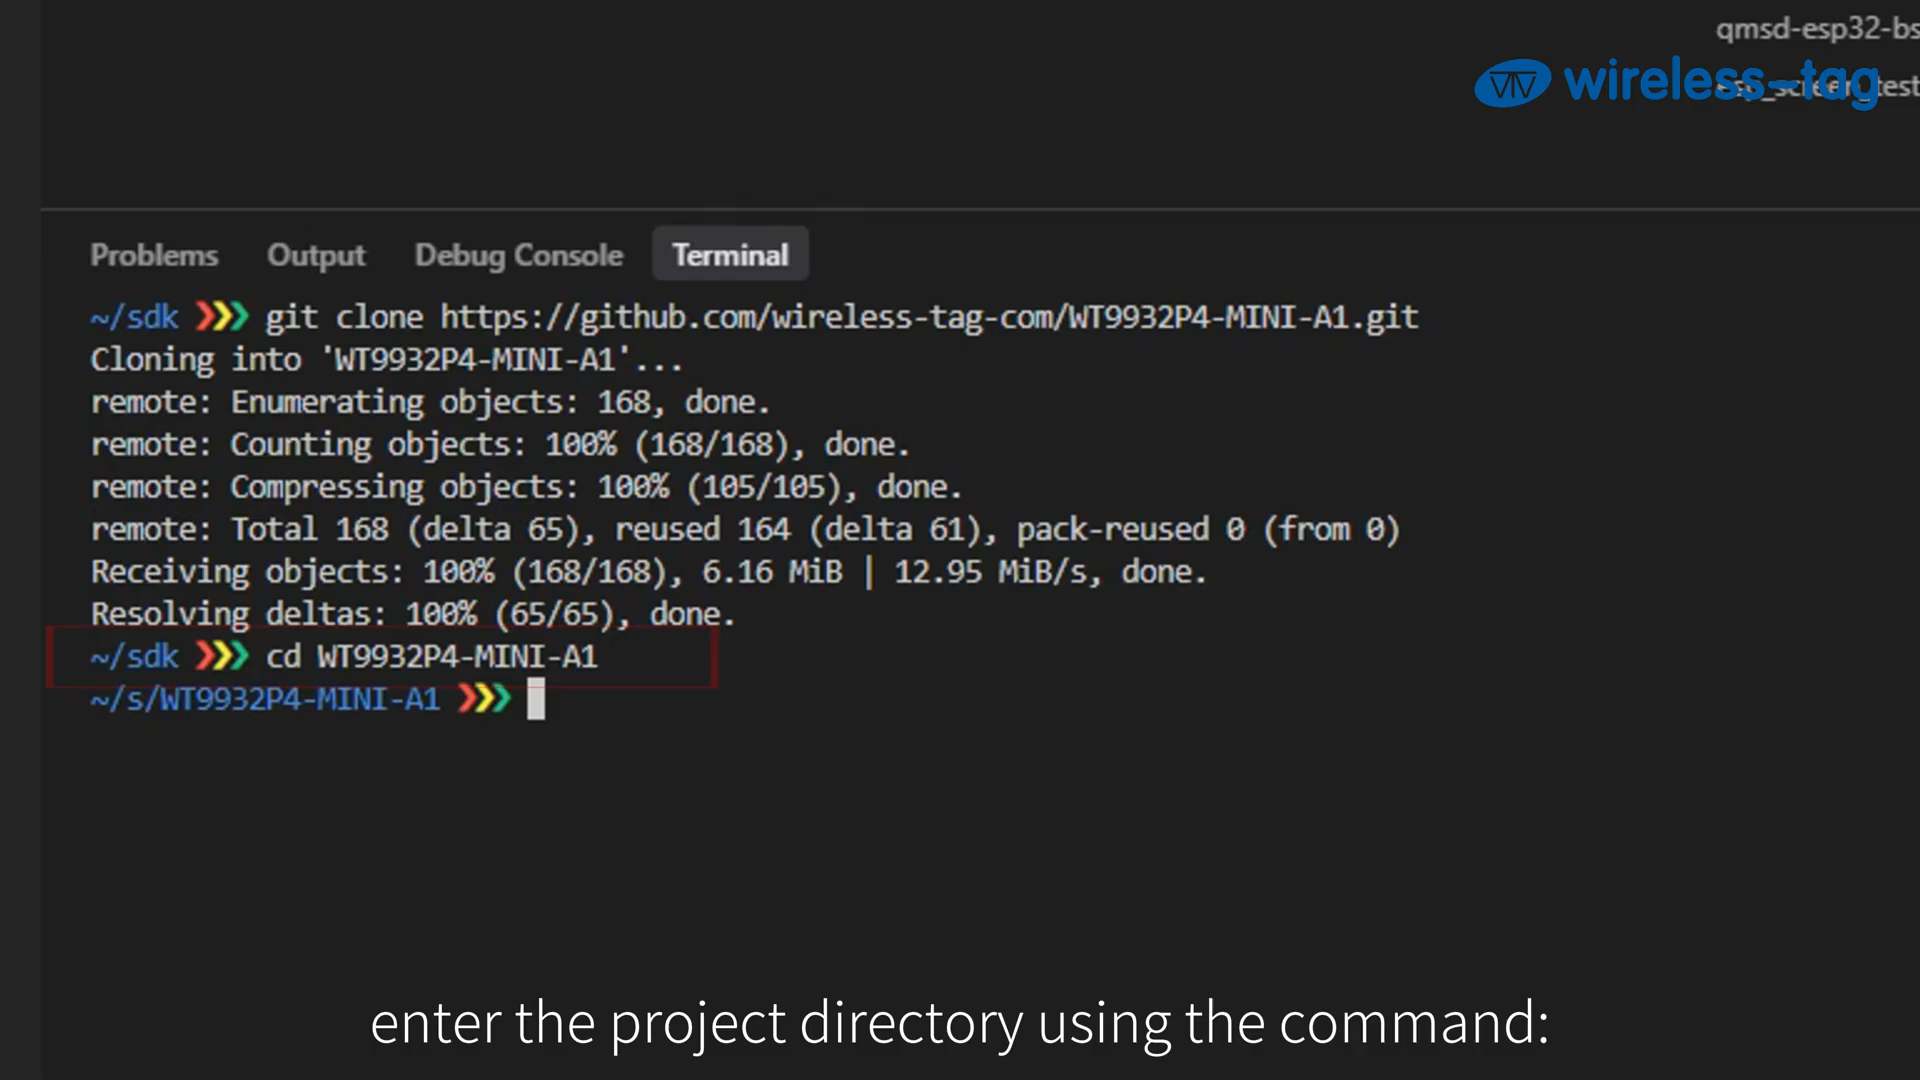 qmsd-esp32-bs
wireless-tag
Problems Output Debug Console Terminal
~/sdk ❯❯❯ git clone https://github.com/wireless-tag-com/WT9932P4-MINI-A1.git
Cloning into 'WT9932P4-MINI-A1'...
remote: Enumerating objects: 168, done.
remote: Counting objects: 100% (168/168), done.
remote: Compressing objects: 100% (105/105), done.
remote: Total 168 (delta 65), reused 164 (delta 61), pack-reused 0 (from 0)
Receiving objects: 100% (168/168), 6.16 MiB | 12.95 MiB/s, done.
Resolving deltas: 100% (65/65), done.
~/sdk ❯❯❯ cd WT9932P4-MINI-A1
~/s/WT9932P4-MINI-A1 ❯❯❯
enter the project directory using the command: